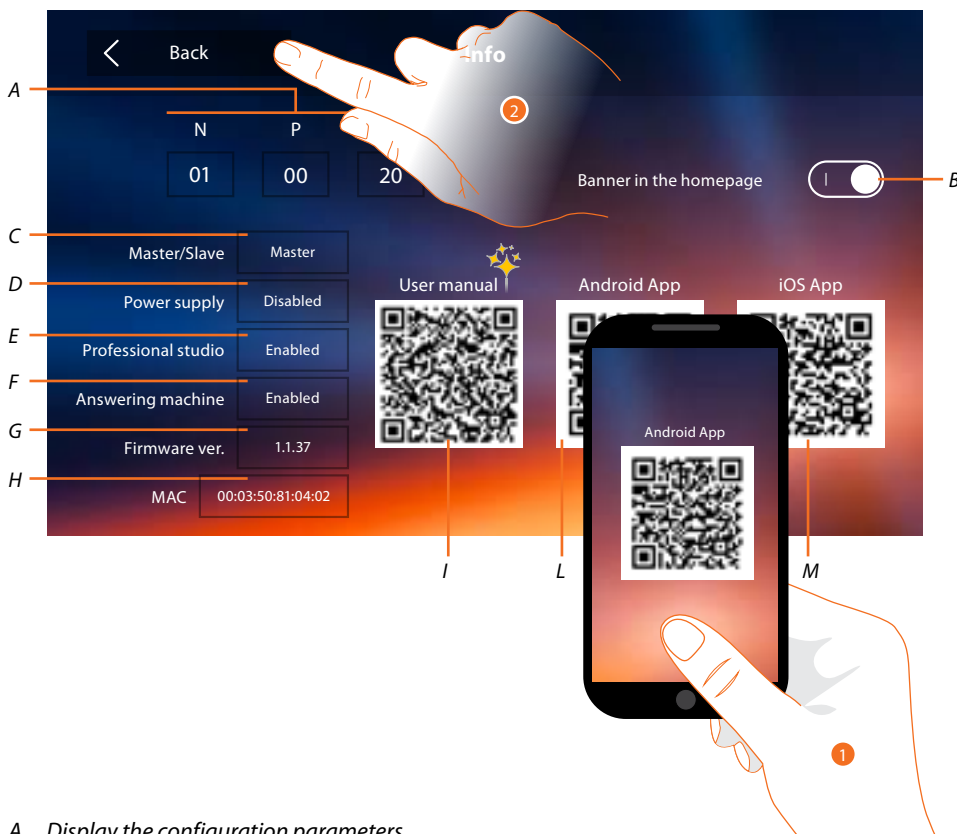 Back
Info
2
A
N P
01 00 20
Banner in the homepage
B
C
Master/Slave Master
D
Power supply Disabled
E
Professional studio Enabled
F
Answering machine Enabled
G
Firmware ver. 1.1.37
H
MAC 00:03:50:81:04:02
User manual
Android App
iOS App
Android App
I
L
M
1
A Display the configuration parameters